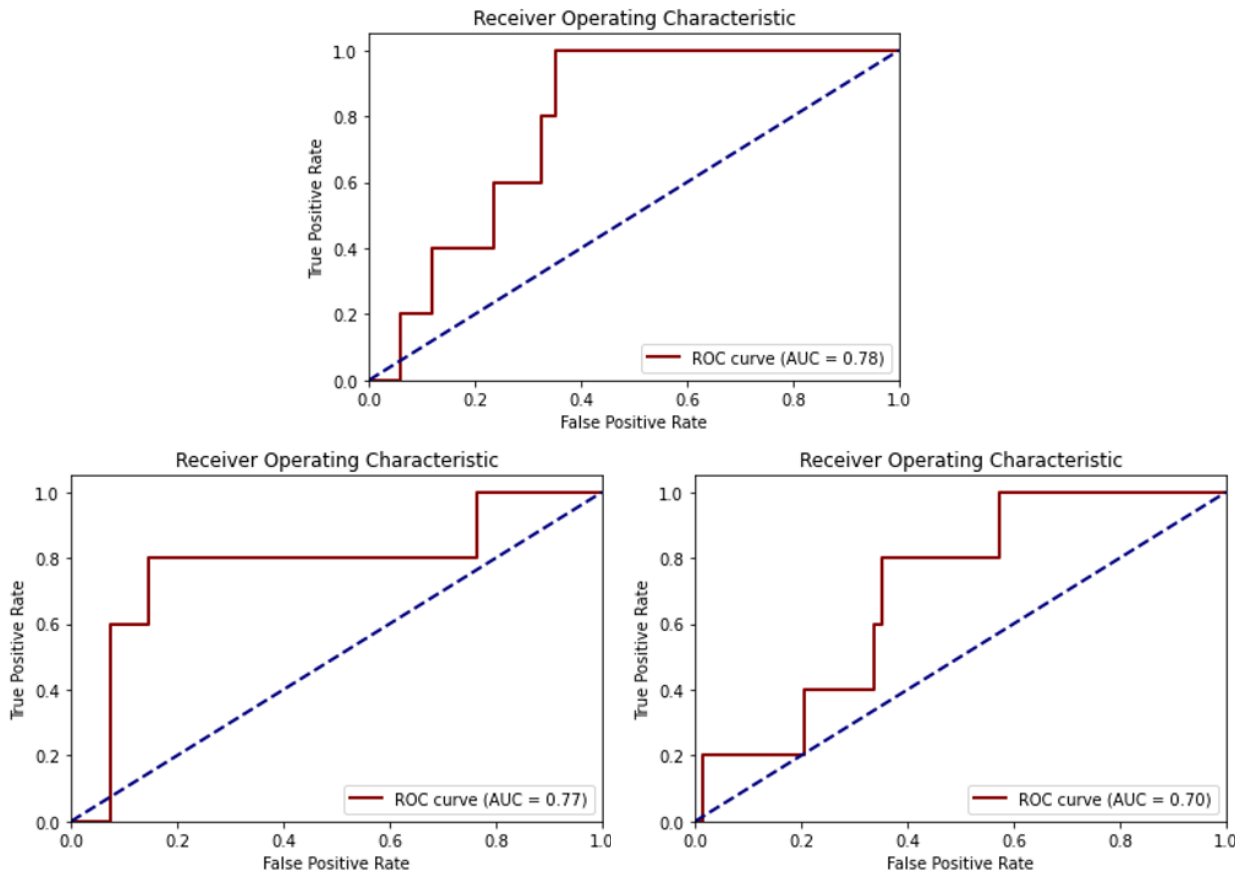 Receiver Operating Characteristic
True Positive Rate
1.0
0.8
0.6
0.4
0.2
0.0
ROC curve (AUC = 0.78)
0.0 0.2 0.4 0.6 0.8 1.0
False Positive Rate
Receiver Operating Characteristic
True Positive Rate
1.0
0.8
0.6
0.4
0.2
0.0
ROC curve (AUC = 0.77)
0.0 0.2 0.4 0.6 0.8 1.0
False Positive Rate
Receiver Operating Characteristic
True Positive Rate
1.0
0.8
0.6
0.4
0.2
0.0
ROC curve (AUC = 0.70)
0.0 0.2 0.4 0.6 0.8 1.0
False Positive Rate